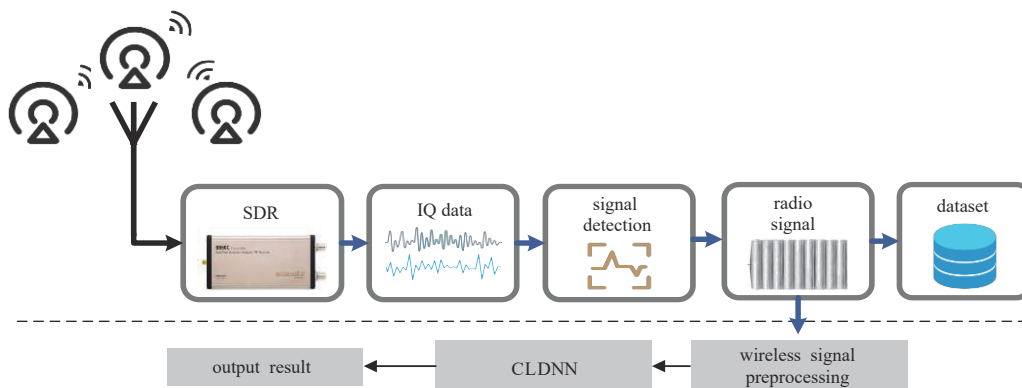 SDR
IQ data
signal
detection
radio
signal
dataset
output result
CLDNN
wireless signal
preprocessing